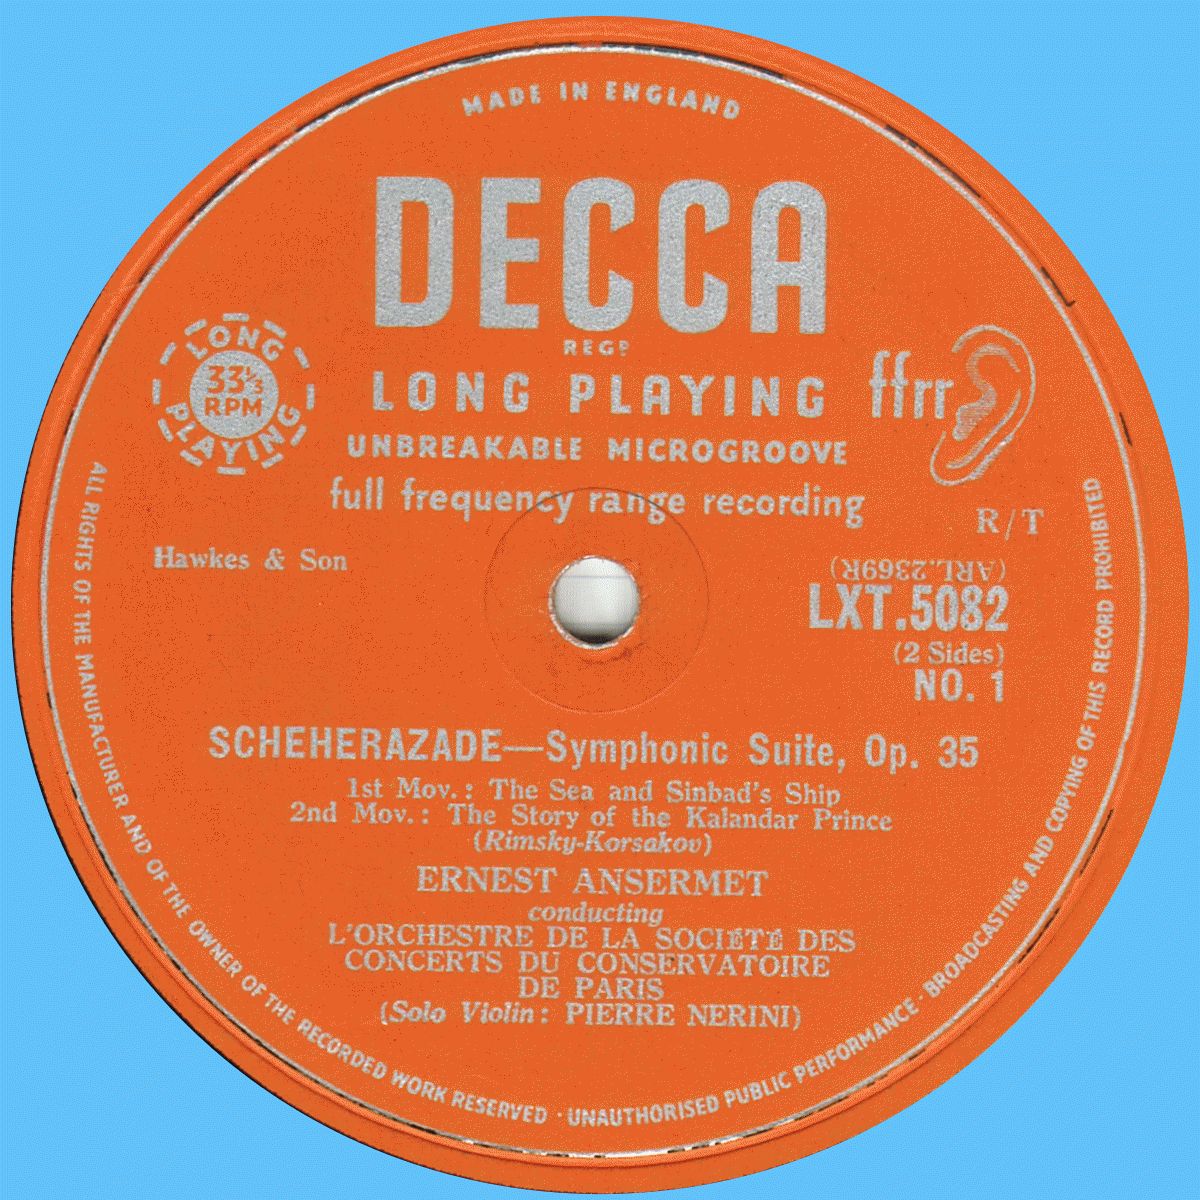 MADE IN ENGLAND
DECCA
REGD
LONG PLAYING
33⅓ RPM
LONG PLAYING
ffrr
UNBREAKABLE MICROGROOVE
full frequency range recording
R/T
Hawkes & Son
(ARL.2369R)
LXT.5082
(2 Sides)
NO. 1
SCHEHERAZADE—Symphonic Suite, Op. 35
1st Mov.: The Sea and Sinbad's Ship
2nd Mov.: The Story of the Kalandar Prince
(Rimsky-Korsakov)
ERNEST ANSERMET
conducting
L'ORCHESTRE DE LA SOCIÉTÉ DES
CONCERTS DU CONSERVATOIRE
DE PARIS
(Solo Violin: PIERRE NERINI)
ALL RIGHTS OF THE MANUFACTURER AND OF THE OWNER OF THE RECORDED WORK RESERVED · UNAUTHORISED PUBLIC PERFORMANCE · BROADCASTING AND COPYING OF THIS RECORD PROHIBITED